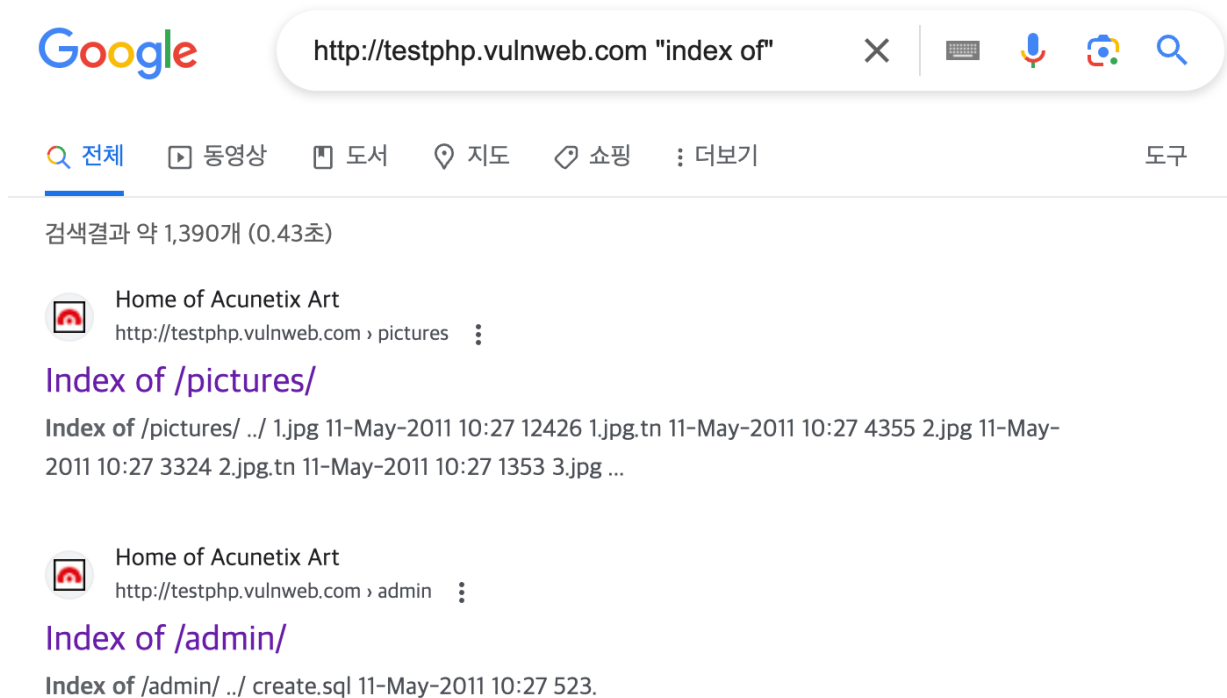 Google
http://testphp.vulnweb.com "index of"
전체 동영상 도서 지도 쇼핑 더보기 도구
검색결과 약 1,390개 (0.43초)
Home of Acunetix Art
http://testphp.vulnweb.com › pictures
Index of /pictures/
Index of /pictures/ ../ 1.jpg 11-May-2011 10:27 12426 1.jpg.tn 11-May-2011 10:27 4355 2.jpg 11-May-
2011 10:27 3324 2.jpg.tn 11-May-2011 10:27 1353 3.jpg ...
Home of Acunetix Art
http://testphp.vulnweb.com › admin
Index of /admin/
Index of /admin/ ../ create.sql 11-May-2011 10:27 523.